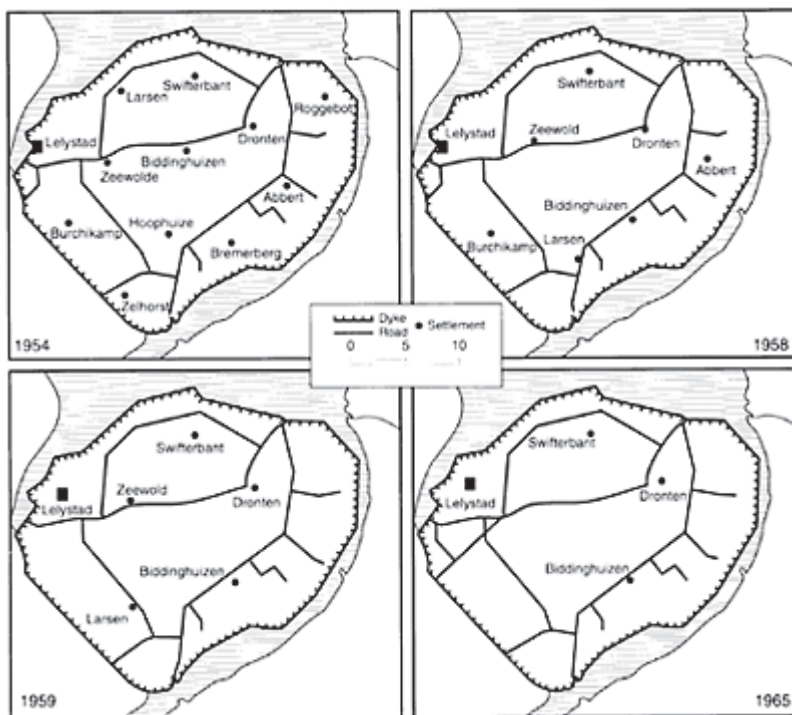 Swifterbant
Larsen
Roggebot
Lelystad
Dronten
Biddinghuizen
Zeewolde
Abbert
Burchikamp
Hoophuize
Bremerberg
Zelhorst
1954
Swifterbant
Lelystad
Zeewold
Dronten
Abbert
Biddinghuizen
Burchikamp
Larsen
1958
Dyke
Road
Settlement
0 5 10
Swifterbant
Zeewold
Dronten
Lelystad
Biddinghuizen
Larsen
1959
Swifterbant
Lelystad
Dronten
Biddinghuizen
1965